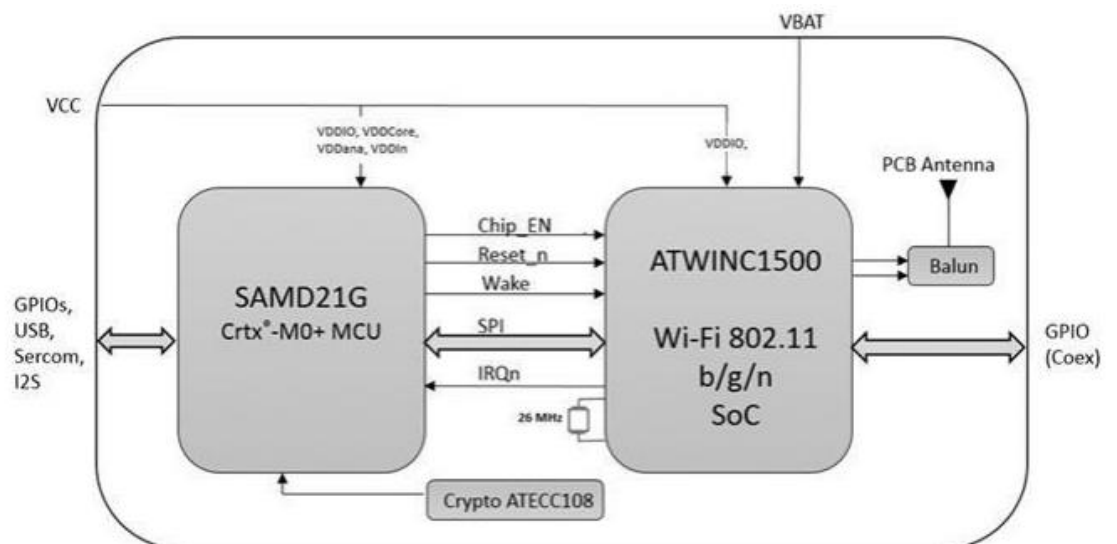 VBAT
VCC
VDDIO, VDDCore,
VDDana, VDDIn
VDDIO,
PCB Antenna
Chip_EN
Reset_n
Wake
SPI
IRQn
26 MHz
SAMD21G
Crtx®-M0+ MCU
ATWINC1500
Wi-Fi 802.11
b/g/n
SoC
Balun
GPIOs,
USB,
Sercom,
I2S
GPIO
(Coex)
Crypto ATECC108